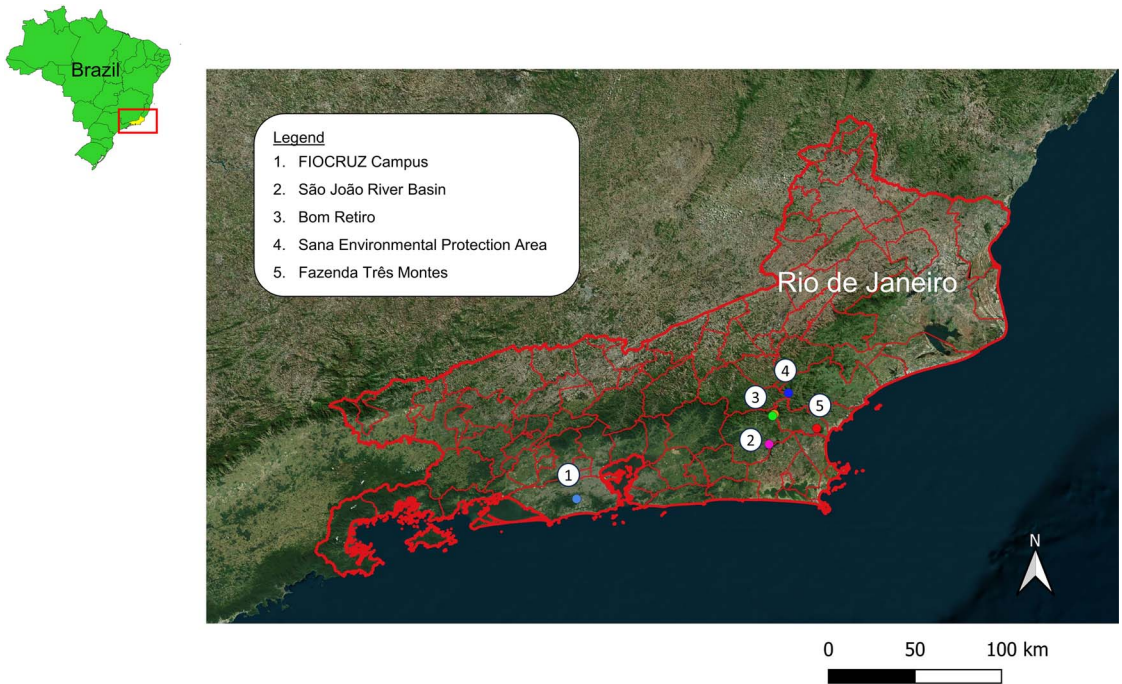 Brazil
Legend
1. FIOCRUZ Campus
2. São João River Basin
3. Bom Retiro
4. Sana Environmental Protection Area
5. Fazenda Três Montes
Rio de Janeiro
4
3
5
2
1
N
0 50 100 km